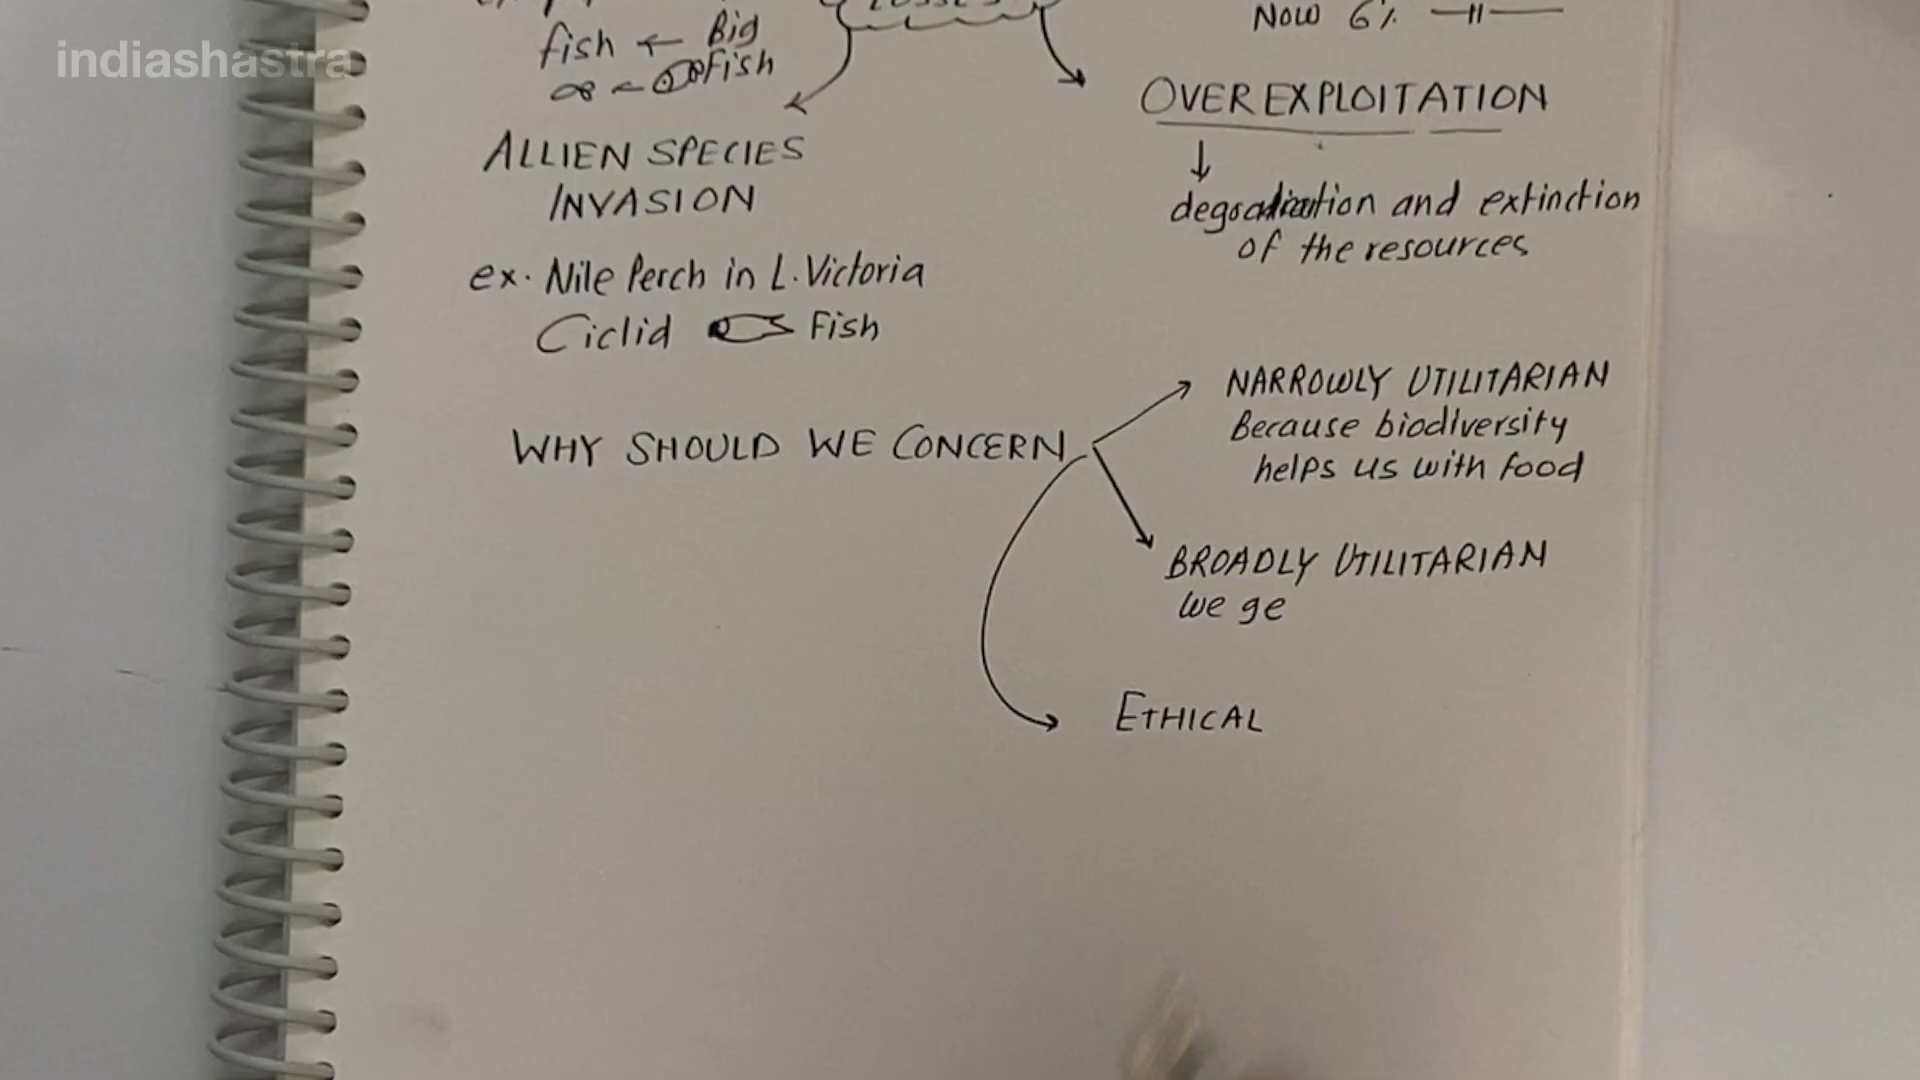 indiashastra
fish ← Big
Fish
Now 6% —||—
OVEREXPLOITATION
ALLIEN SPECIES
INVASION
degradation and extinction
of the resources
ex. Nile Perch in L. Victoria
Ciclid Fish
WHY SHOULD WE CONCERN
NARROWLY UTILITARIAN
Because biodiversity
helps us with food
BROADLY UTILITARIAN
We ge
ETHICAL